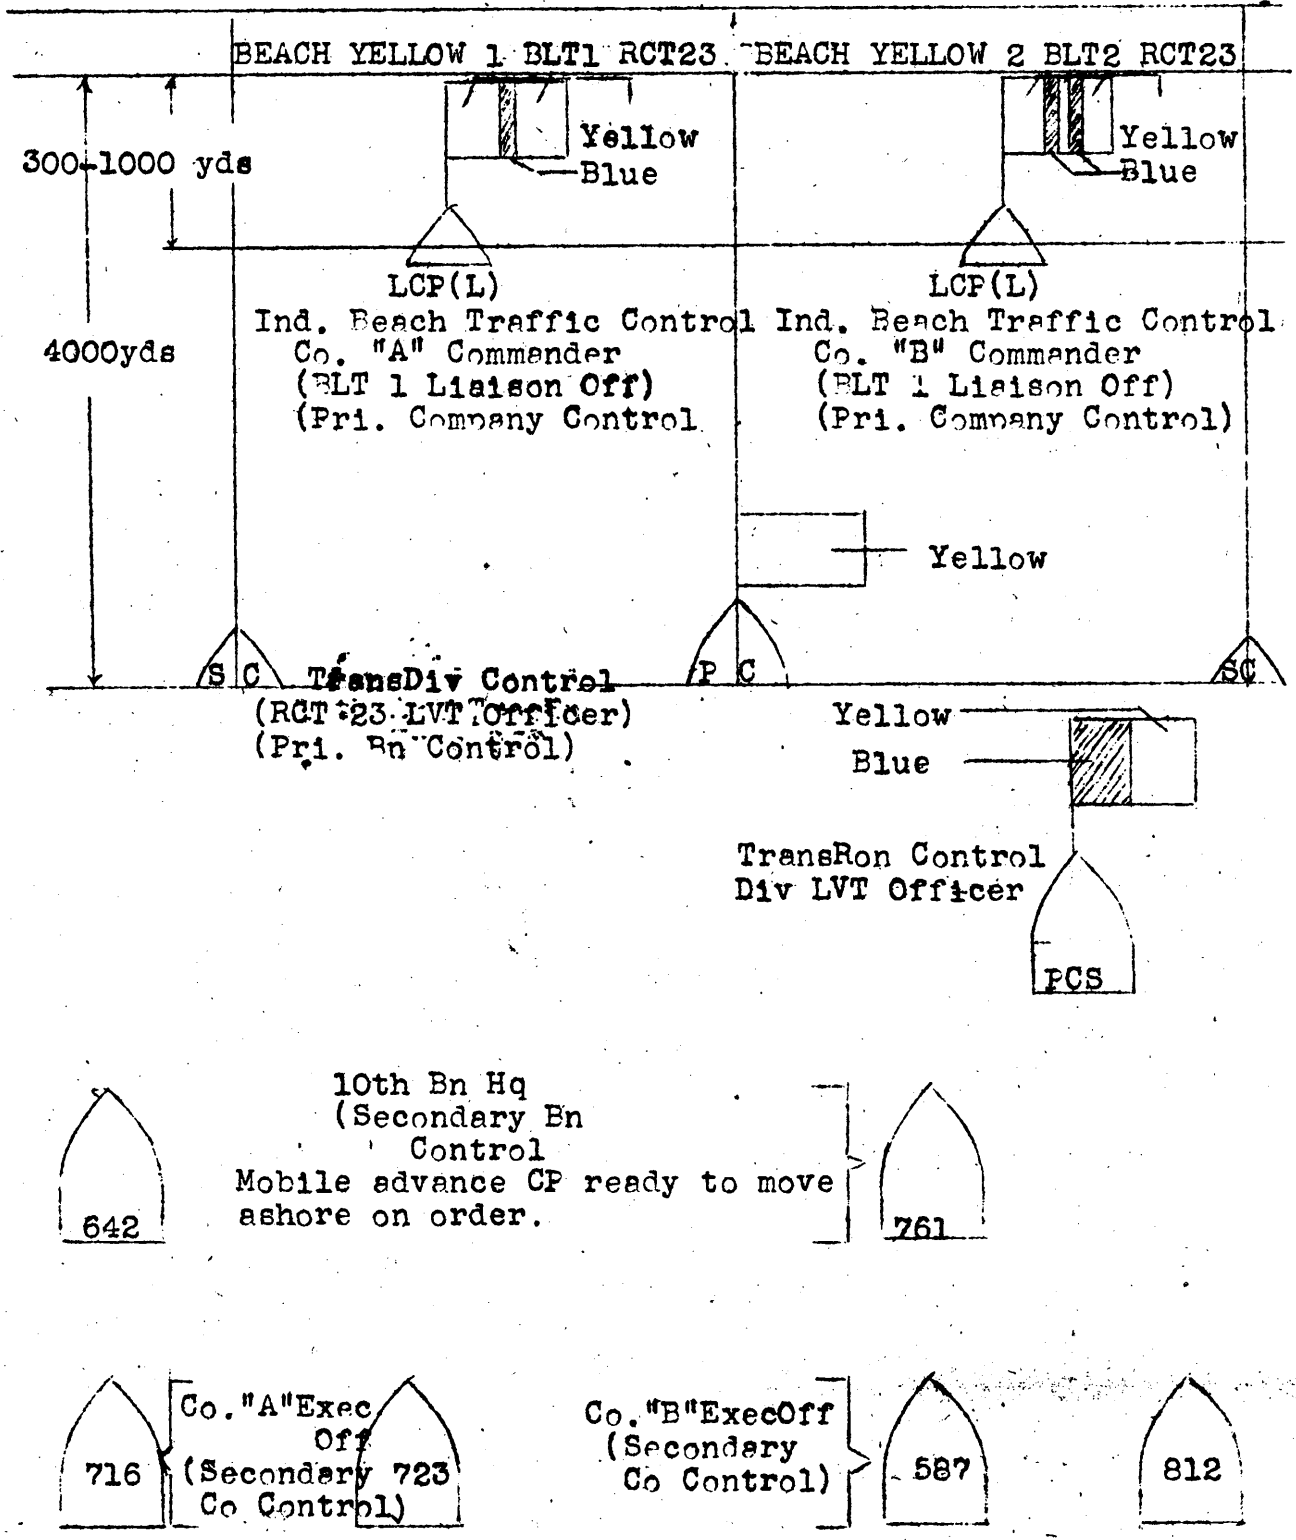 BEACH YELLOW 1 BLT1 RCT23. BEACH YELLOW 2 BLT2 RCT23
Yellow
Blue
Yellow
Blue
300-1000 yds
4000yds
LCP(L)
Ind. Beach Traffic Control
Co. "A" Commander
(BLT 1 Liaison Off)
(Pri. Company Control
LCP(L)
Ind. Beach Traffic Control
Co. "B" Commander
(BLT 1 Liaison Off)
(Pri. Company Control)
Yellow
S C
TransDiv Control
(RCT 23 LVT Officer)
(Pri. Bn Control)
P C
SC
Yellow
Blue
TransRon Control
Div LVT Officer
PCS
10th Bn Hq
(Secondary Bn
Control
Mobile advance CP ready to move
ashore on order.
642
761
Co."A"Exec
Off
(Secondary
Co Control)
716
723
Co."B"ExecOff
(Secondary
Co Control)
587
812